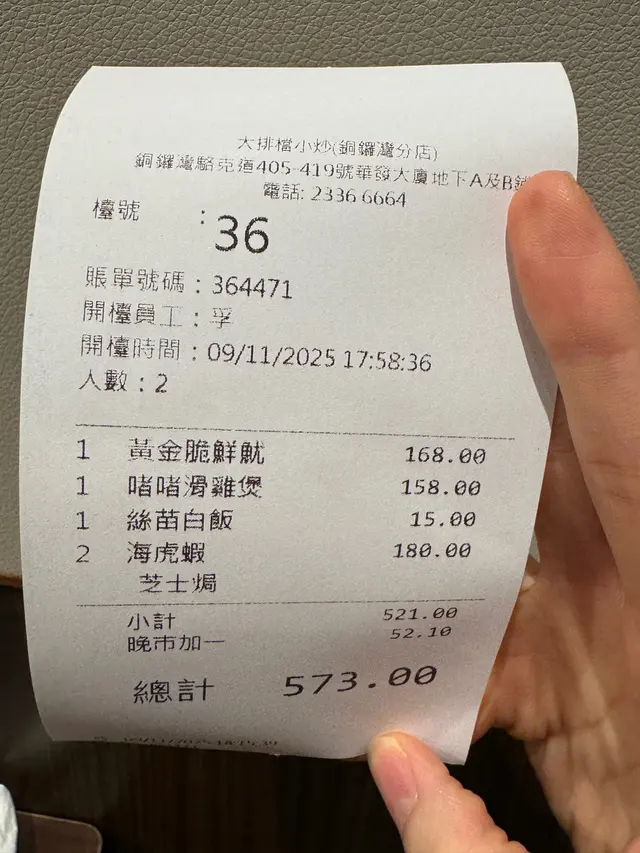 大排檔小炒(銅鑼灣分店)
銅鑼灣駱克道405-419號華發大廈地下A及B鋪
電話: 2336 6664
檯號 : 36
賬單號碼 : 364471
開檯員工 : 孚
開檯時間 : 09/11/2025 17:58:36
人數 : 2
1 黃金脆鮮魷 168.00
1 啫啫滑雞煲 158.00
1 絲苗白飯 15.00
2 海虎蝦 180.00
芝士焗
小計 521.00
晚市加一 52.10
總計 573.00